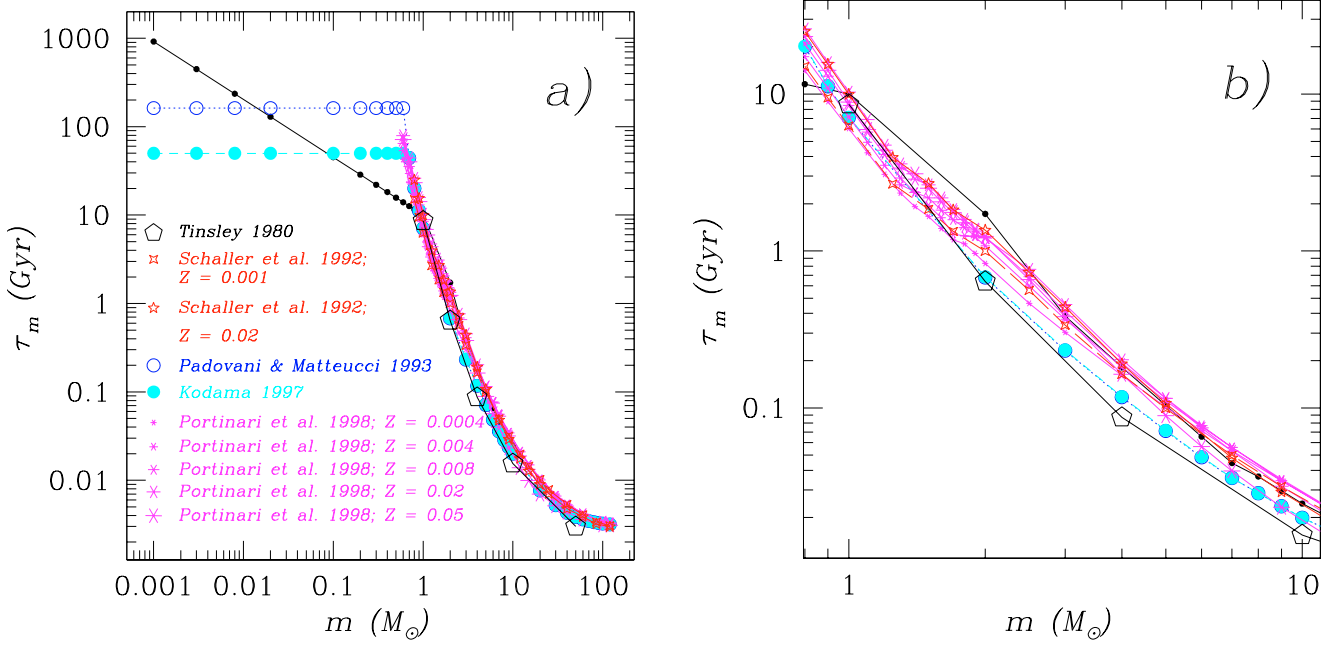 a)
τm (Gyr)
1000
100
10
1
0.1
0.01
Tinsley 1980
Schaller et al. 1992;
Z = 0.001
Schaller et al. 1992;
Z = 0.02
Padovani & Matteucci 1993
Kodama 1997
Portinari et al. 1998; Z = 0.0004
Portinari et al. 1998; Z = 0.004
Portinari et al. 1998; Z = 0.008
Portinari et al. 1998; Z = 0.02
Portinari et al. 1998; Z = 0.05
0.001 0.01 0.1 1 10 100
m (M⊙)
b)
τm (Gyr)
10
1
0.1
1 10
m (M⊙)